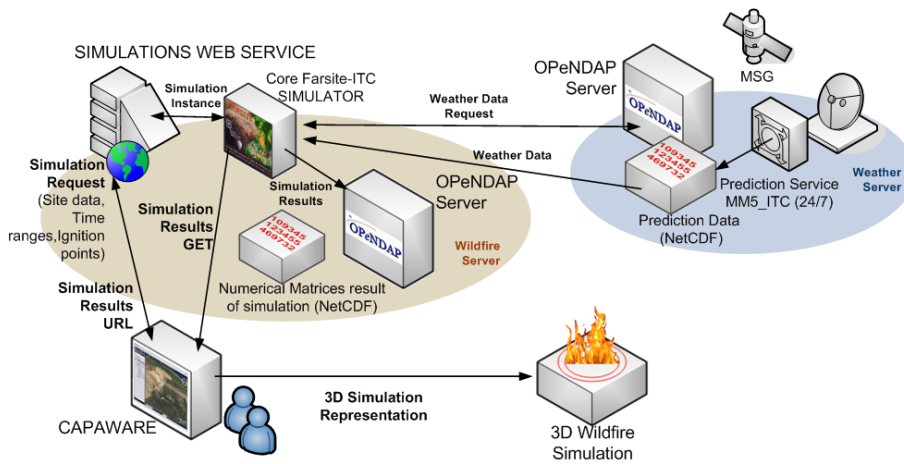 SIMULATIONS WEB SERVICE
Simulation
Instance
Core Farsite-ITC
SIMULATOR
Weather Data
Request
Weather Data
OPeNDAP
Server
OPeNDAP
MSG
109345
123455
469732
Prediction Service
MM5_ITC (24/7)
Weather
Server
Prediction Data
(NetCDF)
Simulation
Request
(Site data,
Time
ranges,Ignition
points)
Simulation
Results
GET
Simulation
Results
OPeNDAP
Server
OPeNDAP
109345
123455
469732
Wildfire
Server
Numerical Matrices result
of simulation (NetCDF)
Simulation
Results
URL
CAPAWARE
3D Simulation
Representation
3D Wildfire
Simulation